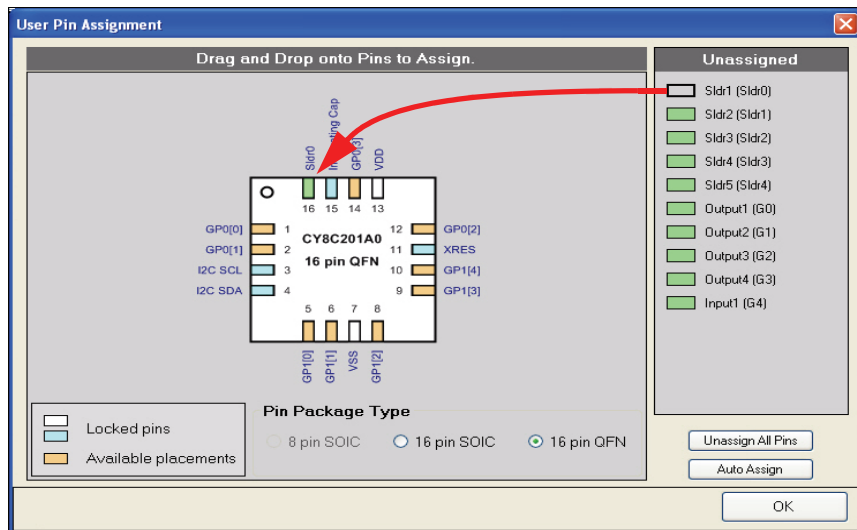 User Pin Assignment
Drag and Drop onto Pins to Assign.
Unassigned
Sldr1 (Sldr0)
Sldr2 (Sldr1)
Sldr3 (Sldr2)
Sldr4 (Sldr3)
Sldr5 (Sldr4)
Output1 (G0)
Output2 (G1)
Output3 (G2)
Output4 (G3)
Input1 (G4)
Sldr0
Cap
GP0[3]
VDD
16 15 14 13
GP0[0] 1
GP0[1] 2
I2C SCL 3
I2C SDA 4
CY8C201A0
16 pin QFN
12 GP0[2]
11 XRES
10 GP1[4]
9 GP1[3]
5 6 7 8
GP1[0]
GP1[1]
VSS
GP1[2]
Locked pins
Available placements
Pin Package Type
8 pin SOIC
16 pin SOIC
16 pin QFN
Unassign All Pins
Auto Assign
OK